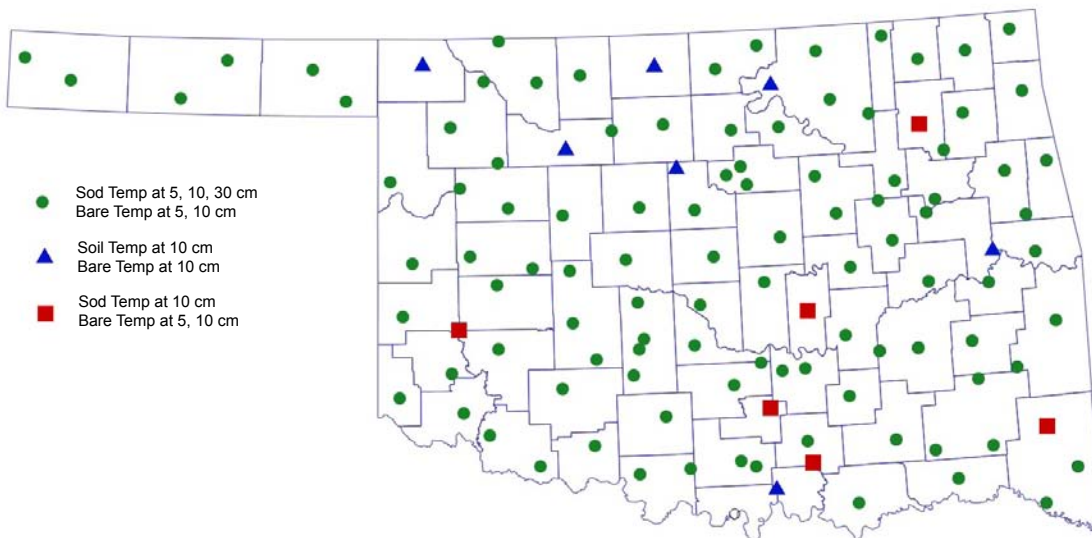 Sod Temp at 5, 10, 30 cm
Bare Temp at 5, 10 cm
Soil Temp at 10 cm
Bare Temp at 10 cm
Sod Temp at 10 cm
Bare Temp at 5, 10 cm